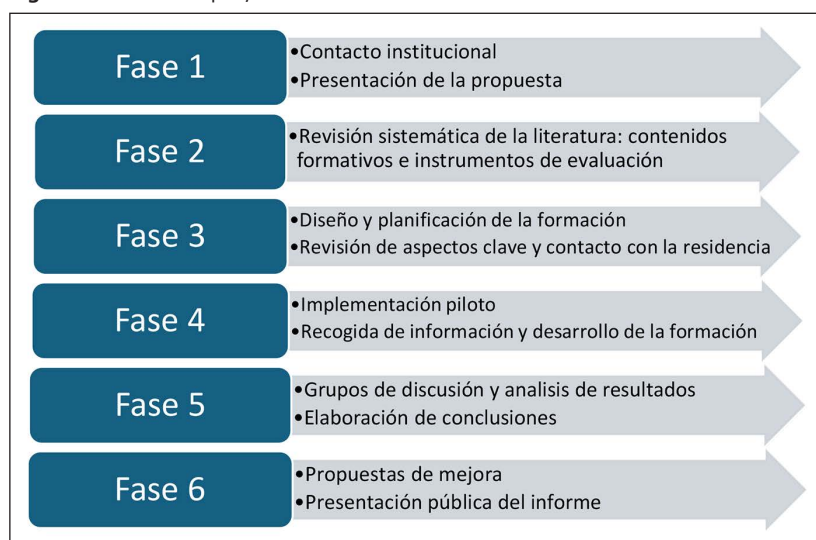 Fase 1
•Contacto institucional
•Presentación de la propuesta
Fase 2
•Revisión sistemática de la literatura: contenidos
formativos e instrumentos de evaluación
Fase 3
•Diseño y planificación de la formación
•Revisión de aspectos clave y contacto con la residencia
Fase 4
•Implementación piloto
•Recogida de información y desarrollo de la formación
Fase 5
•Grupos de discusión y analisis de resultados
•Elaboración de conclusiones
Fase 6
•Propuestas de mejora
•Presentación pública del informe